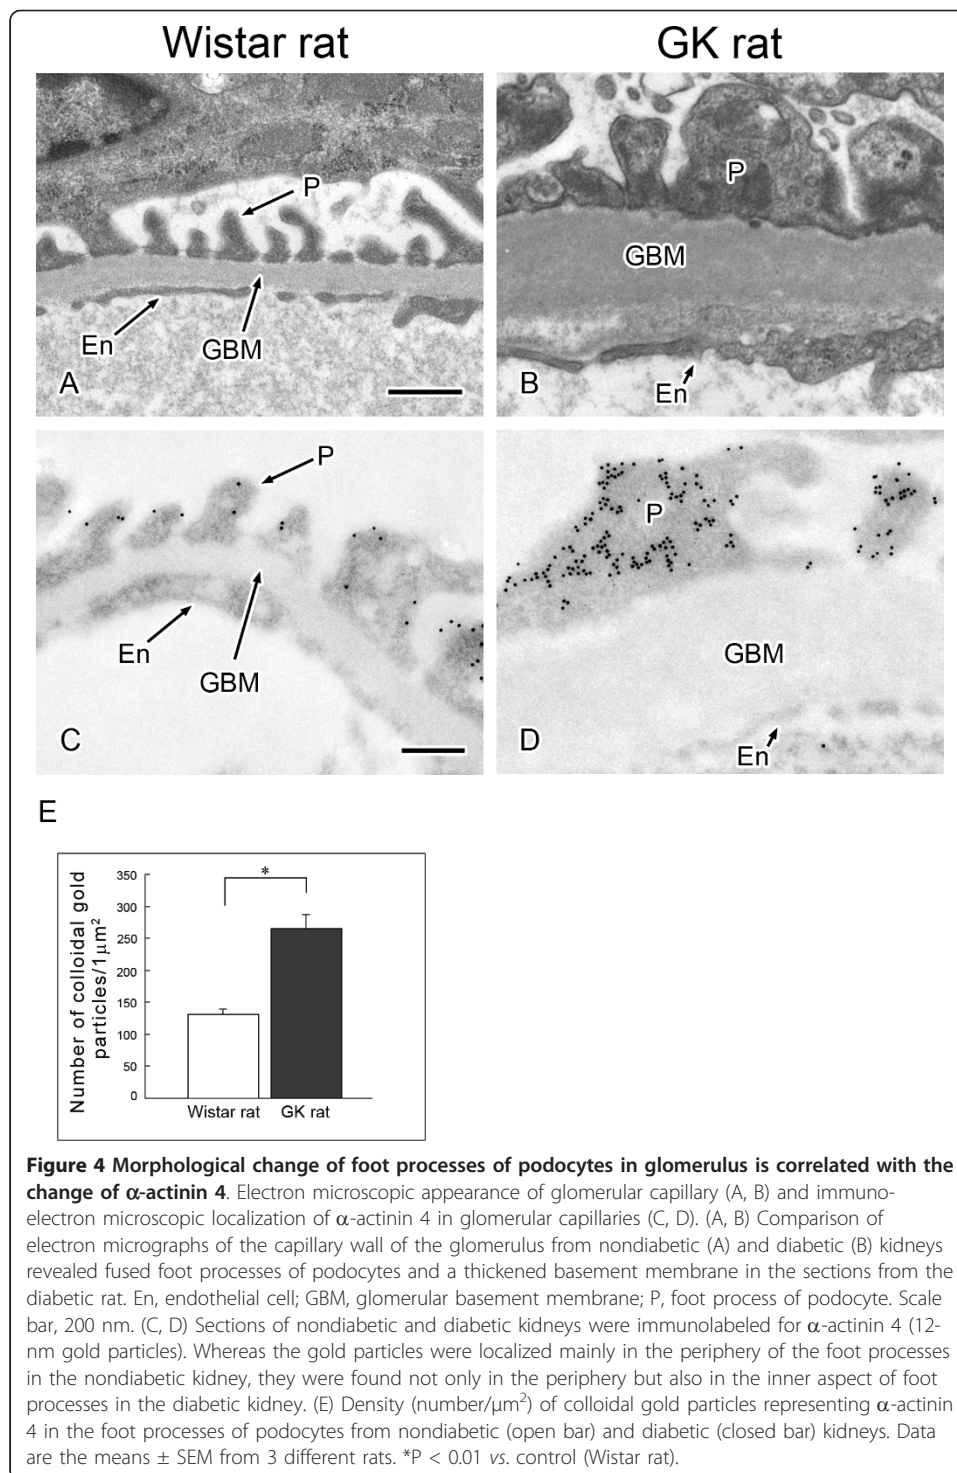 Wistar rat
GK rat
P
En
GBM
A
P
GBM
En
B
P
En
GBM
C
P
GBM
En
D
E
Number of colloidal gold
particles/1μm²
350
300
250
200
150
100
50
0
*
Wistar rat
GK rat
Figure 4 Morphological change of foot processes of podocytes in glomerulus is correlated with the
change of α-actinin 4. Electron microscopic appearance of glomerular capillary (A, B) and immuno-
electron microscopic localization of α-actinin 4 in glomerular capillaries (C, D). (A, B) Comparison of
electron micrographs of the capillary wall of the glomerulus from nondiabetic (A) and diabetic (B) kidneys
revealed fused foot processes of podocytes and a thickened basement membrane in the sections from the
diabetic rat. En, endothelial cell; GBM, glomerular basement membrane; P, foot process of podocyte. Scale
bar, 200 nm. (C, D) Sections of nondiabetic and diabetic kidneys were immunolabeled for α-actinin 4 (12-
nm gold particles). Whereas the gold particles were localized mainly in the periphery of the foot processes
in the nondiabetic kidney, they were found not only in the periphery but also in the inner aspect of foot
processes in the diabetic kidney. (E) Density (number/μm²) of colloidal gold particles representing α-actinin
4 in the foot processes of podocytes from nondiabetic (open bar) and diabetic (closed bar) kidneys. Data
are the means ± SEM from 3 different rats. *P < 0.01 vs. control (Wistar rat).